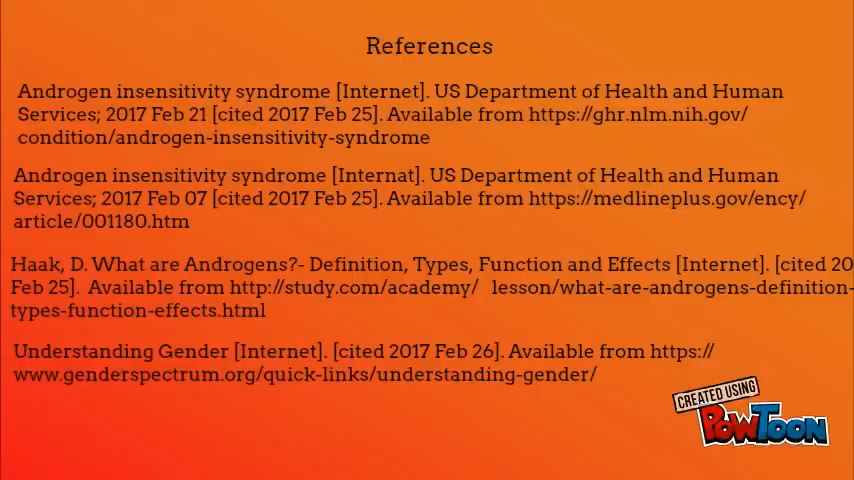 References
Androgen insensitivity syndrome [Internet]. US Department of Health and Human
Services; 2017 Feb 21 [cited 2017 Feb 25]. Available from https://ghr.nlm.nih.gov/
condition/androgen-insensitivity-syndrome
Androgen insensitivity syndrome [Internat]. US Department of Health and Human
Services; 2017 Feb 07 [cited 2017 Feb 25]. Available from https://medlineplus.gov/ency/
article/001180.htm
Haak, D. What are Androgens?- Definition, Types, Function and Effects [Internet]. [cited 20
Feb 25]. Available from http://study.com/academy/ lesson/what-are-androgens-definition-
types-function-effects.html
Understanding Gender [Internet]. [cited 2017 Feb 26]. Available from https://
www.genderspectrum.org/quick-links/understanding-gender/
CREATED USING
POWTOON